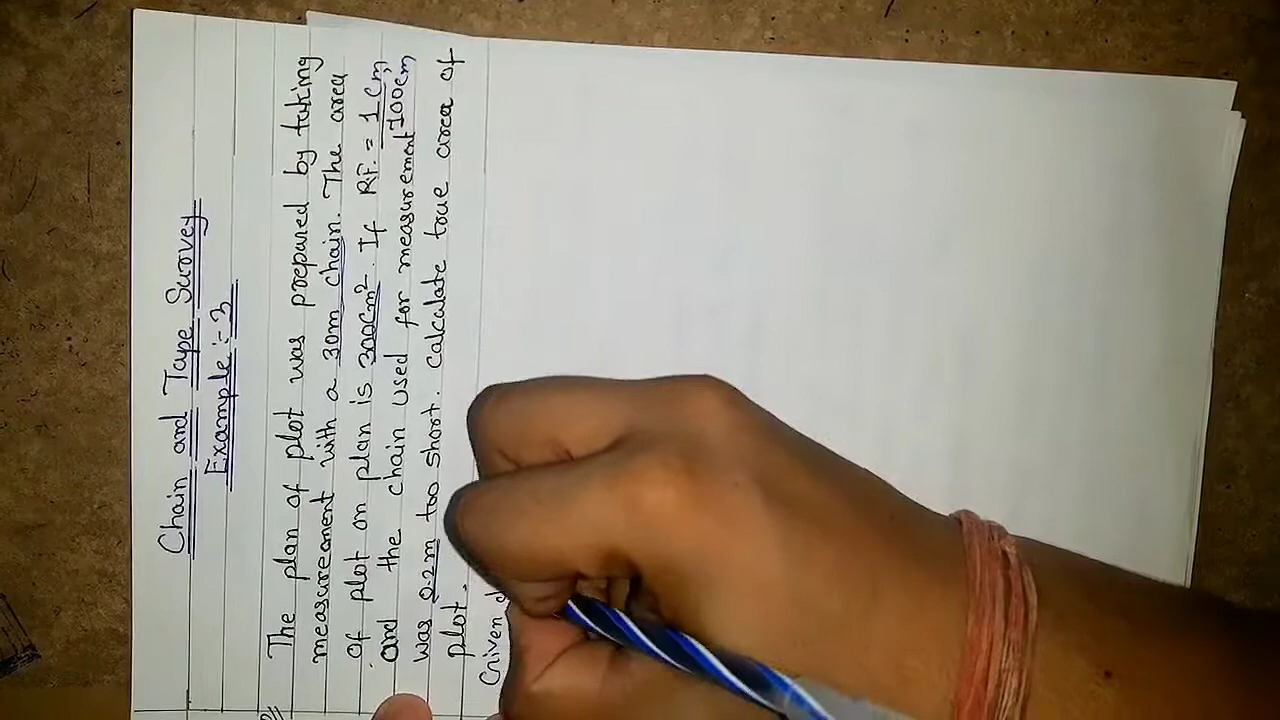 Chain and Tape Survey
Example :- 3
The plan of plot was prepared by taking
measureament with a 30m chain. The area
of plot on plan is 300cm². If R.F. = 1cm/100cm,
and the chain used for measurement
was 0.2m too short. calculate true area of
plot.
Given d